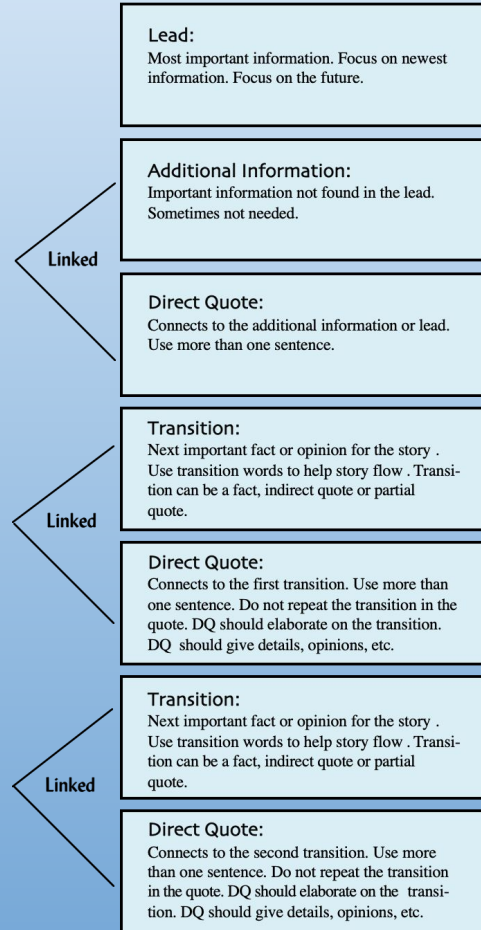 Lead:
Most important information. Focus on newest
information. Focus on the future.
Additional Information:
Important information not found in the lead.
Sometimes not needed.
Linked
Direct Quote:
Connects to the additional information or lead.
Use more than one sentence.
Transition:
Next important fact or opinion for the story .
Use transition words to help story flow . Transi-
tion can be a fact, indirect quote or partial
quote.
Linked
Direct Quote:
Connects to the first transition. Use more than
one sentence. Do not repeat the transition in the
quote. DQ should elaborate on the transition.
DQ  should give details, opinions, etc.
Transition:
Next important fact or opinion for the story .
Use transition words to help story flow . Transi-
tion can be a fact, indirect quote or partial
quote.
Linked
Direct Quote:
Connects to the second transition. Use more
than one sentence. Do not repeat the transition
in the quote. DQ should elaborate on the  transi-
tion. DQ should give details, opinions, etc.